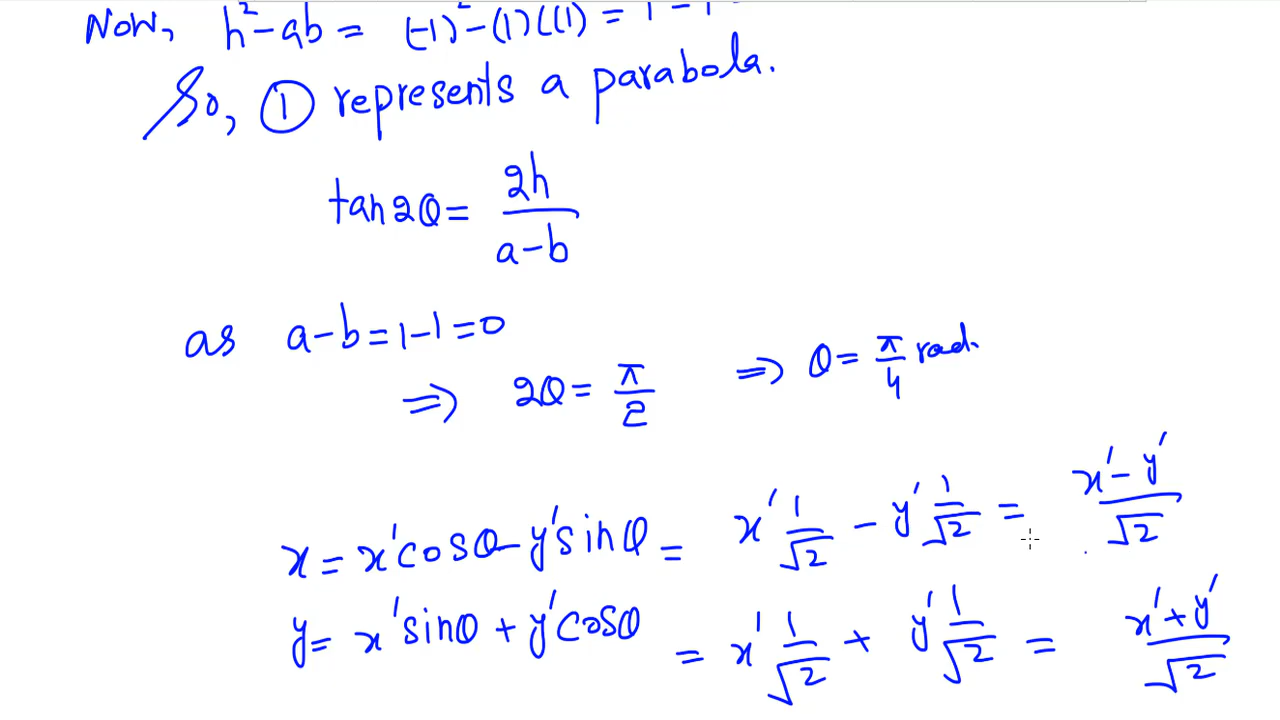 Now, h²-ab = (-1)²-(1)(1) = 1-1
So, ① represents a parabola.
tan2θ = 2h/(a-b)
as a-b=1-1=0
⇒ 2θ = π/2 ⇒ θ = π/4 rad.
x = x'cosθ - y'sinθ = x' 1/√2 - y' 1/√2 = (x'-y')/√2
y = x'sinθ + y'cosθ = x' 1/√2 + y' 1/√2 = (x'+y')/√2